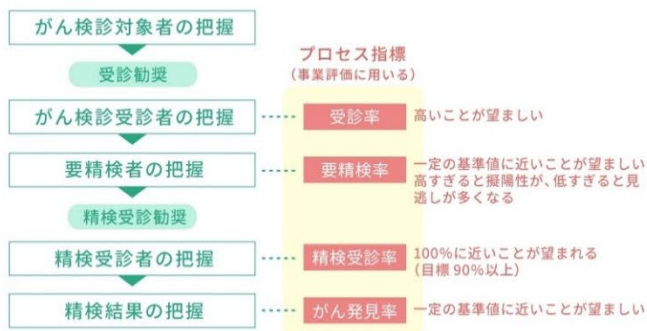 がん検診対象者の把握
受診勧奨
プロセス指標
（事業評価に用いる）
がん検診受診者の把握
受診率
高いことが望ましい
要精検者の把握
要精検率
一定の基準値に近いことが望ましい
高すぎると擬陽性が、低すぎると見
逃しが多くなる
精検受診勧奨
精検受診者の把握
精検受診率
100%に近いことが望まれる
（目標 90%以上）
精検結果の把握
がん発見率
一定の基準値に近いことが望ましい